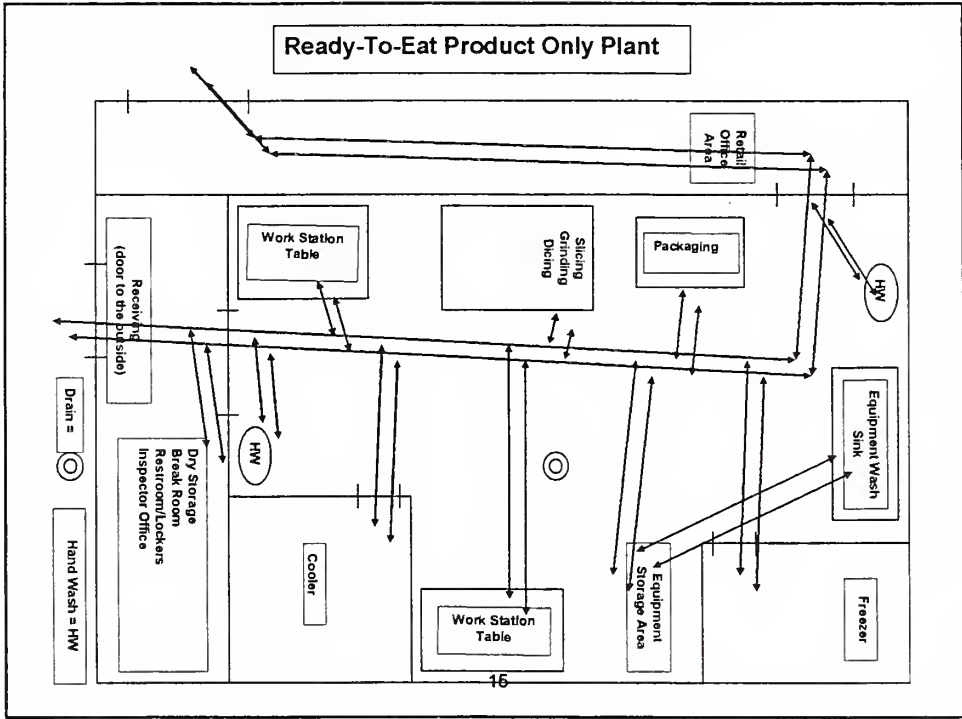 Ready-To-Eat Product Only Plant
Retail
Office
Area
Work Station
Table
Slicing
Grinding
Dicing
Packaging
HW
Receiving
(door to the outside)
Equipment Wash
Sink
Drain =
HW
Dry Storage
Break Room
Restroom/Lockers
Inspector Office
Cooler
Equipment
Storage Area
Freezer
Work Station
Table
Hand Wash = HW
15